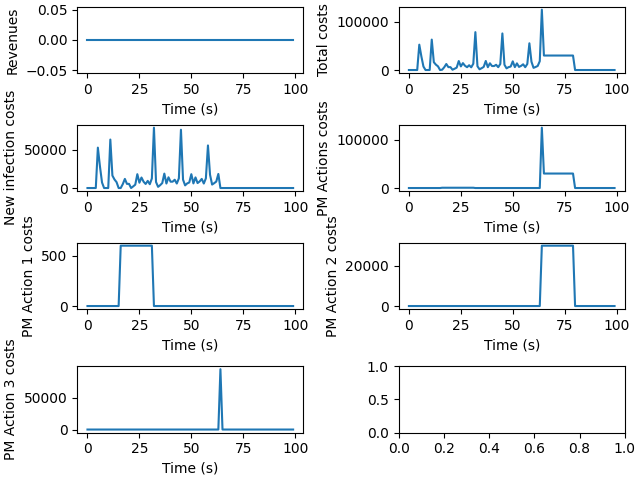 Revenues
0.05
0.00
−0.05
0 25 50 75 100
Time (s)
Total costs
100000
0
0 25 50 75 100
Time (s)
New infection costs
50000
0
0 25 50 75 100
Time (s)
PM Actions costs
100000
0
0 25 50 75 100
Time (s)
PM Action 1 costs
500
0
0 25 50 75 100
Time (s)
PM Action 2 costs
20000
0
0 25 50 75 100
Time (s)
PM Action 3 costs
50000
0
0 25 50 75 100
Time (s)
1.0
0.5
0.0
0.0 0.2 0.4 0.6 0.8 1.0